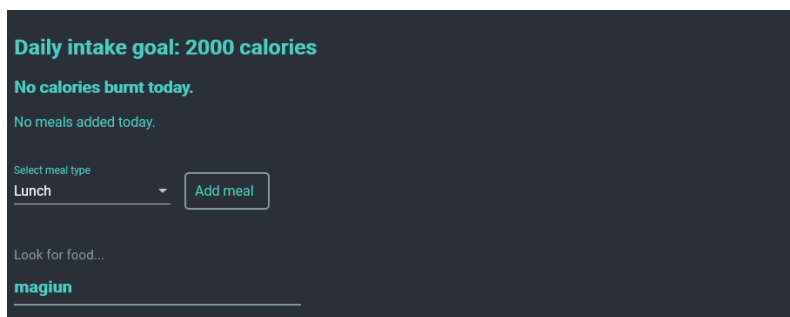 Daily intake goal: 2000 calories
No calories burnt today.
No meals added today.
Select meal type
Lunch
Add meal
Look for food...
magiun